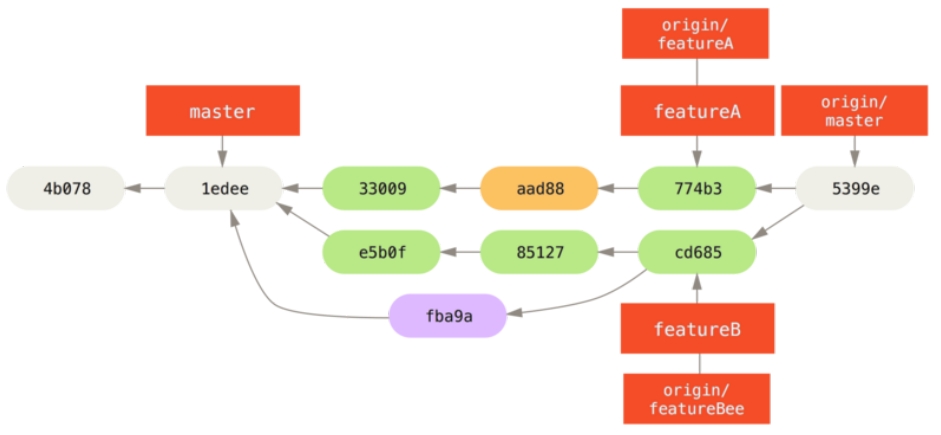 origin/
featureA
master
featureA
origin/
master
4b078
1edee
33009
aad88
774b3
5399e
e5b0f
85127
cd685
fba9a
featureB
origin/
featureBee